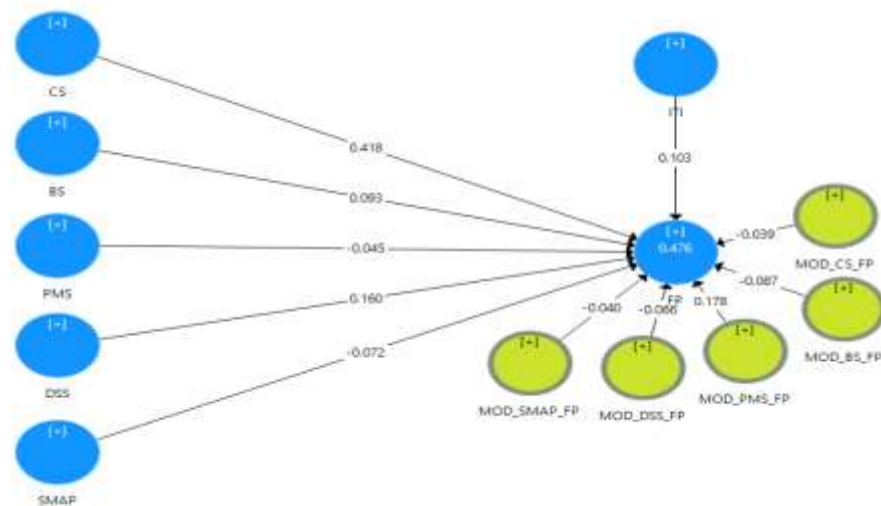 [+]
CS
[+]
BS
[+]
PMS
[+]
DSS
[+]
SMAP
0.418
0.093
-0.045
0.160
-0.072
[+]
0.103
[+]
0.476
FP
[+]
MOD_CS_FP
-0.039
[+]
MOD_BS_FP
-0.087
[+]
MOD_PMS_FP
0.178
[+]
MOD_DSS_FP
-0.066
[+]
MOD_SMAP_FP
-0.040